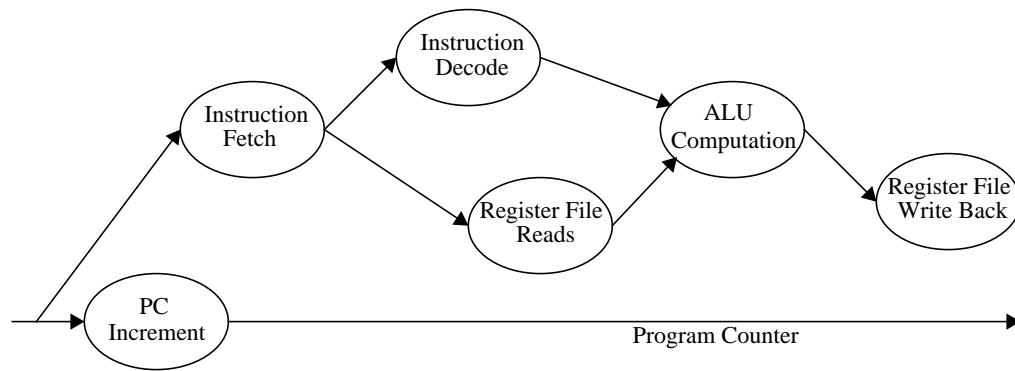 Instruction
Decode
Instruction
Fetch
ALU
Computation
Register File
Reads
Register File
Write Back
PC
Increment
Program Counter